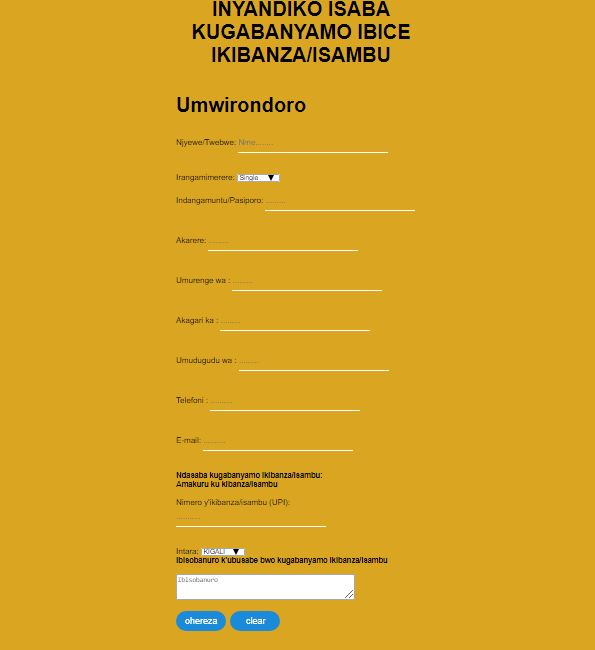 INYANDIKO ISABA
KUGABANYAMO IBICE
IKIBANZA/ISAMBU
Umwirondoro
Njyewe/Twebwe: Nme........
Irangamimerere: Single
Indangamuntu/Pasiporo: .........
Akarere: .........
Umurenge wa : .........
Akagari ka : .........
Umudugudu wa : .........
Telefoni : ..........
E-mail: ..........
Ndasaba kugabanyamo ikibanza/isambu:
Amakuru ku kibanza/isambu
Nimero y'ikibanza/isambu (UPI):
...........
Intara: KIGALI
Ibisobanuro k'ubusabe bwo kugabanyamo ikibanza/isambu
Ibisobanuro
ohereza clear